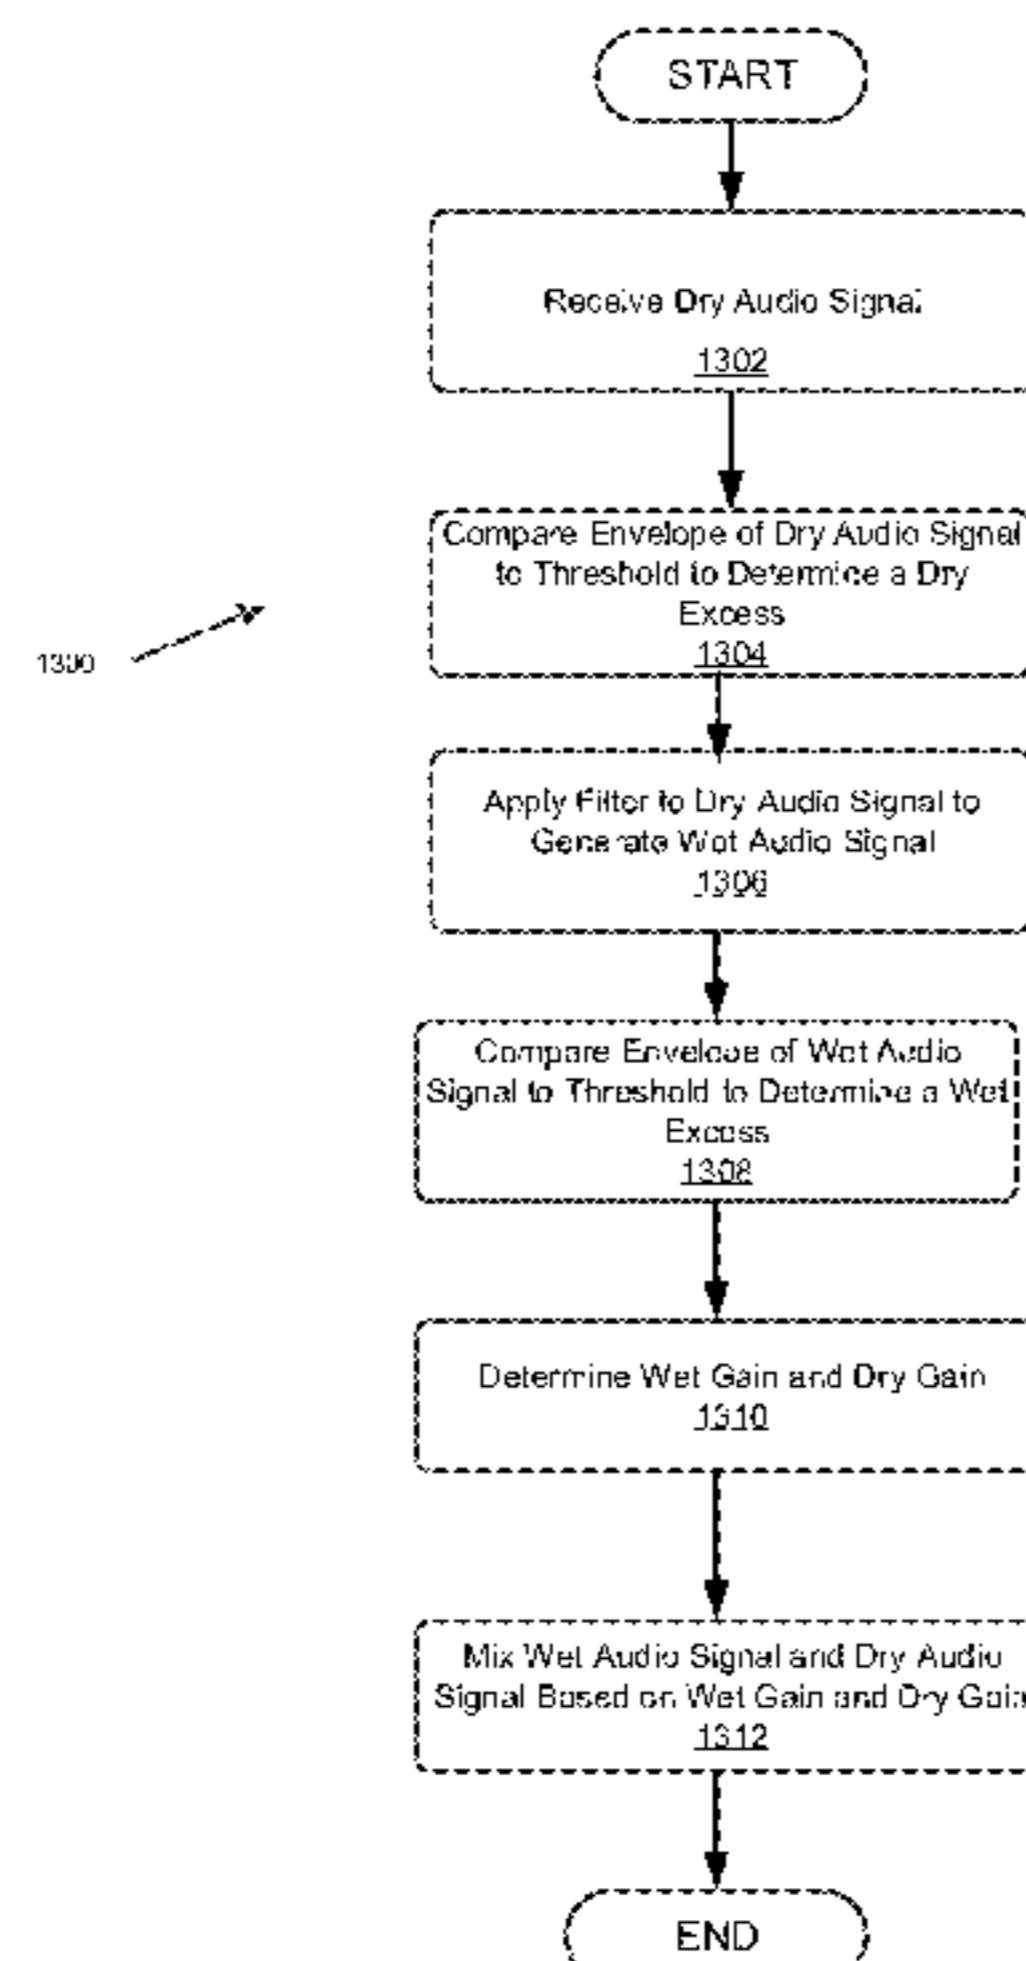 START
Receive Dry Audio Signal
1302
Compare Envelope of Dry Audio Signal
to Threshold to Determine a Dry
Excess
1304
1300
Apply Filter to Dry Audio Signal to
Generate Wet Audio Signal
1306
Compare Envelope of Wet Audio
Signal to Threshold to Determine a Wet
Excess
1308
Determine Wet Gain and Dry Gain
1310
Mix Wet Audio Signal and Dry Audio
Signal Based on Wet Gain and Dry Gain
1312
END